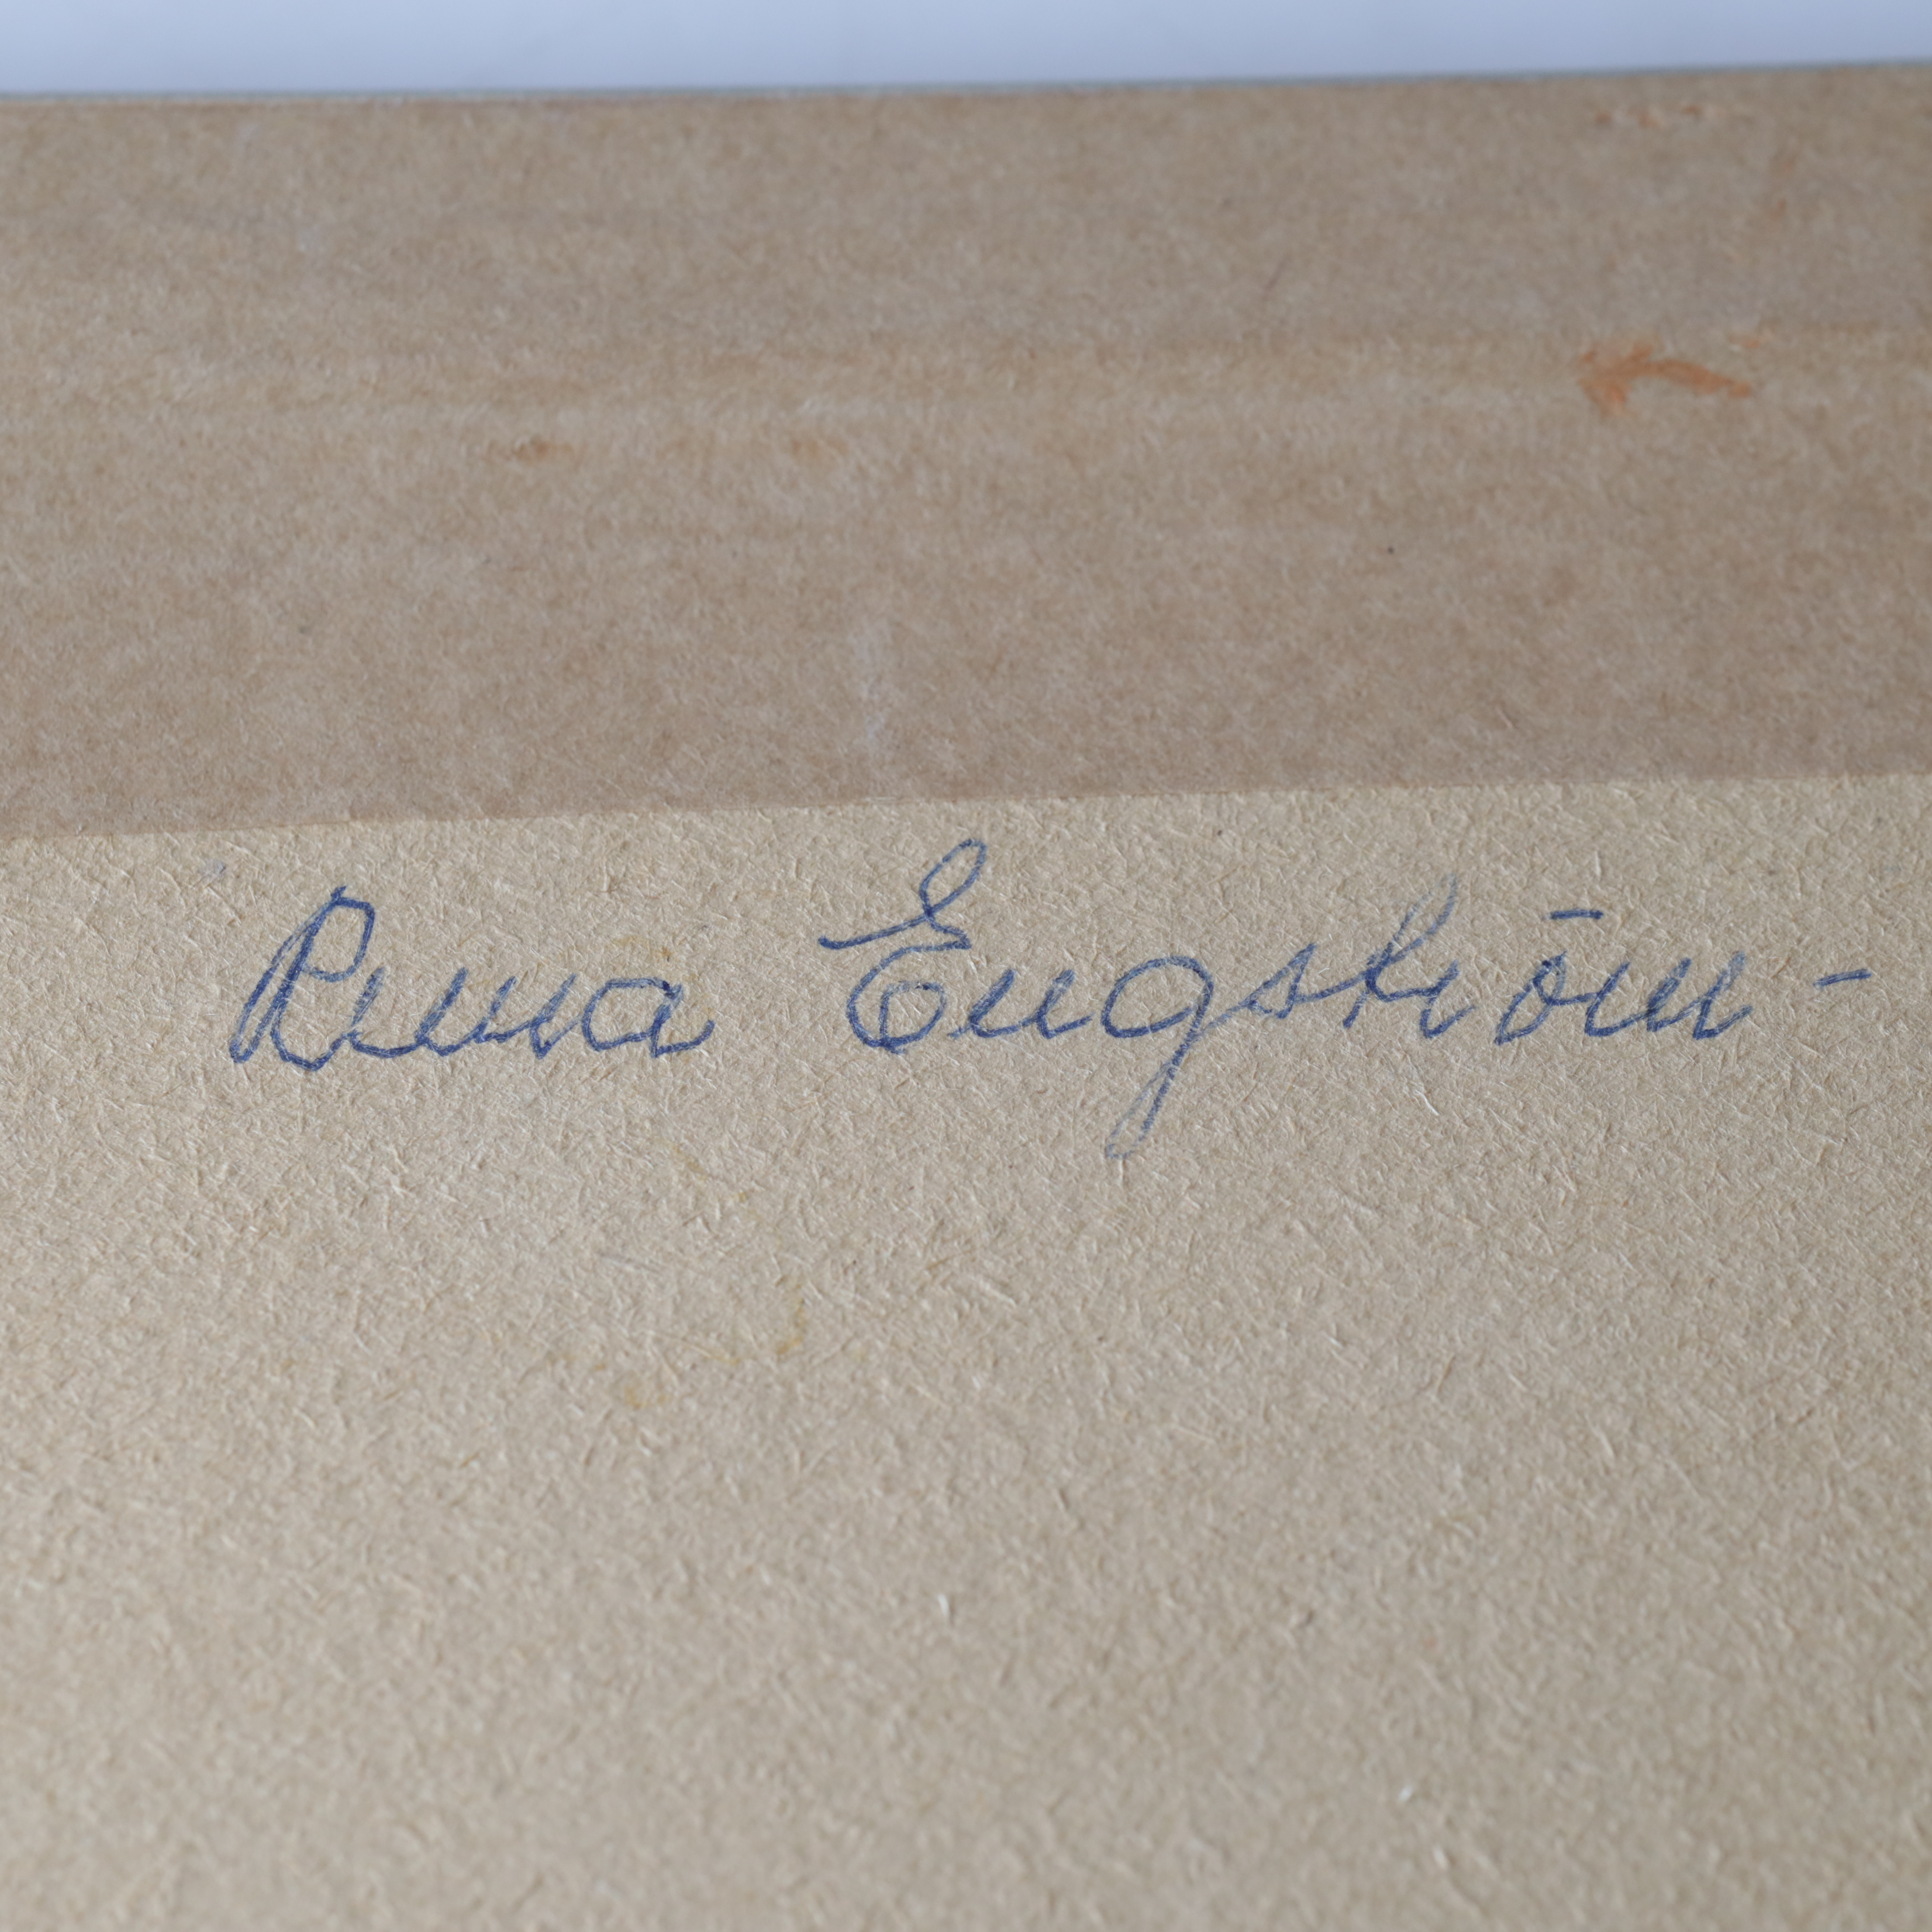 Runa Engström -